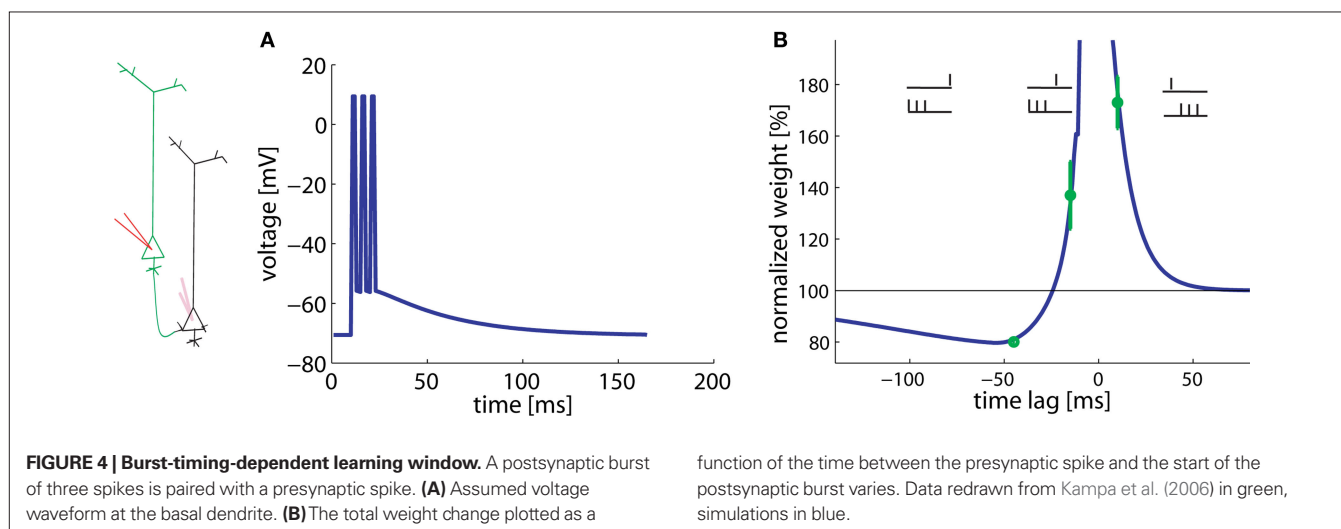 A
20
0
−20
−40
−60
−80
voltage [mV]
0
50
100
150
200
time [ms]
B
180
160
140
120
100
80
normalized weight [%]
−100
−50
0
50
time lag [ms]
FIGURE 4 | Burst-timing-dependent learning window. A postsynaptic burst
of three spikes is paired with a presynaptic spike. (A) Assumed voltage
waveform at the basal dendrite. (B) The total weight change plotted as a
function of the time between the presynaptic spike and the start of the
postsynaptic burst varies. Data redrawn from Kampa et al. (2006) in green,
simulations in blue.